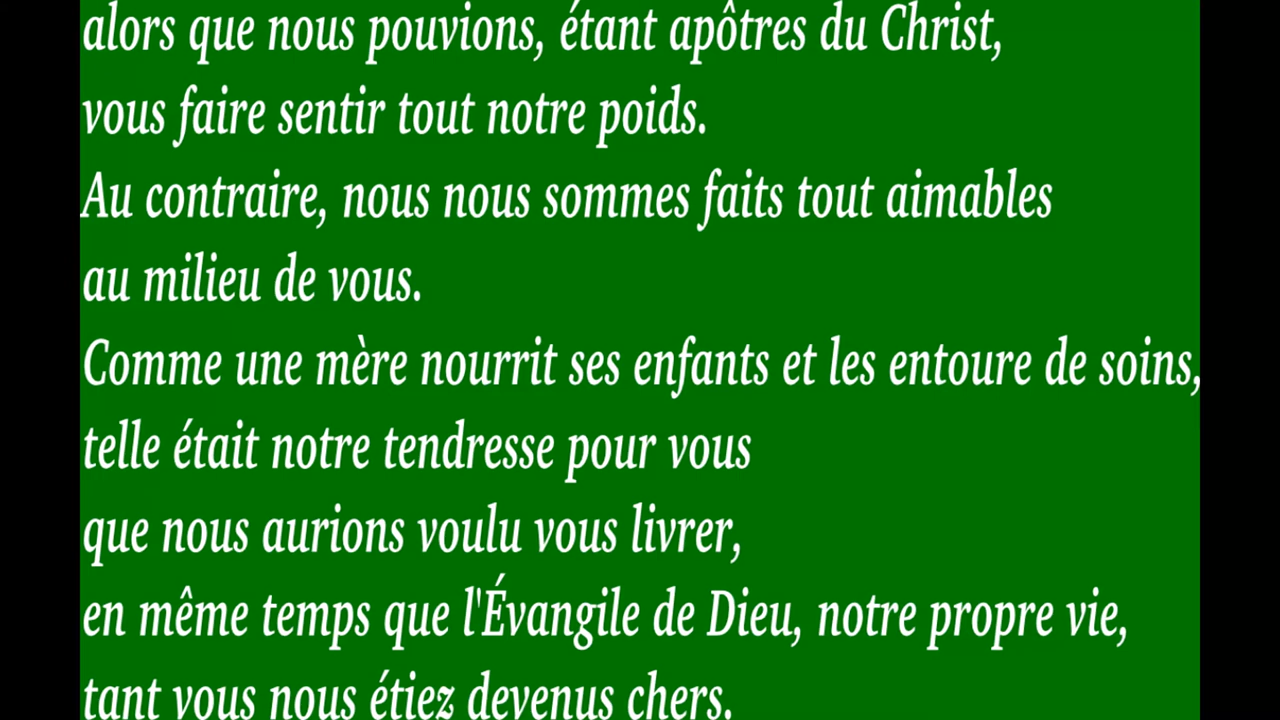 alors que nous pouvions, étant apôtres du Christ,
vous faire sentir tout notre poids.
Au contraire, nous nous sommes faits tout aimables
au milieu de vous.
Comme une mère nourrit ses enfants et les entoure de soins,
telle était notre tendresse pour vous
que nous aurions voulu vous livrer,
en même temps que l'Évangile de Dieu, notre propre vie,
tant vous nous étiez devenus chers.